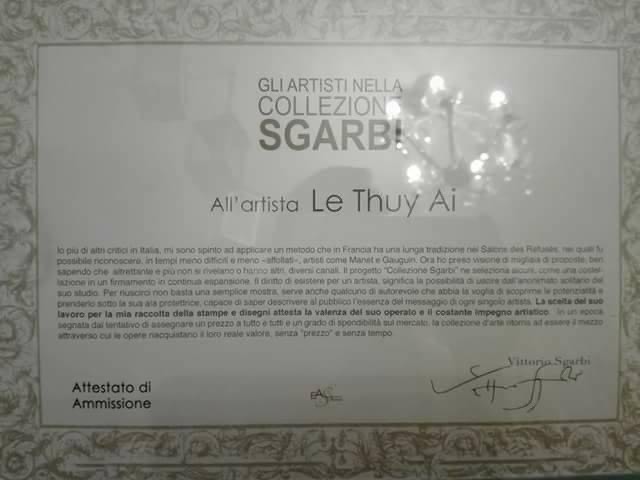 GLI ARTISTI NELLA
COLLEZIONE
SGARBI
All'artista Le Thuy Ai
Io più di altri critici in Italia, mi sono spinto ad applicare un metodo che in Francia ha una lunga tradizione nei Salons des Refusés, nei quali fu
possibile riconoscere, in tempi meno difficili e meno «affollati», artisti come Manet e Gauguin. Ora ho preso visione di migliaia di proposte, ben
sapendo che altrettante e più non si rivelano o hanno altri, diversi canali. Il progetto "Collezione Sgarbi" ne seleziona alcuni, come una costel-
lazione in un firmamento in continua espansione. Il diritto di esistere per un artista, significa la possibilità di uscire dall'anonimato solitario del
suo studio. Per riuscirci non basta una semplice mostra, serve anche qualcuno di autorevole che abbia la voglia di scoprirne le potenzialità e
prenderlo sotto la sua ala protettrice, capace di saper descrivere al pubblico l'essenza del messaggio di ogni singolo artista. La scelta del suo
lavoro per la mia raccolta della stampe e disegni attesta la valenza del suo operato e il costante impegno artistico. In un epoca
segnata dal tentativo di assegnare un prezzo a tutto e tutti e un grado di spendibilità sul mercato, la collezione d'arte ritorna ad essere il mezzo
attraverso cui le opere riacquistano il loro reale valore, senza "prezzo" e senza tempo.
Vittorio Sgarbi
Attestato di
Ammissione